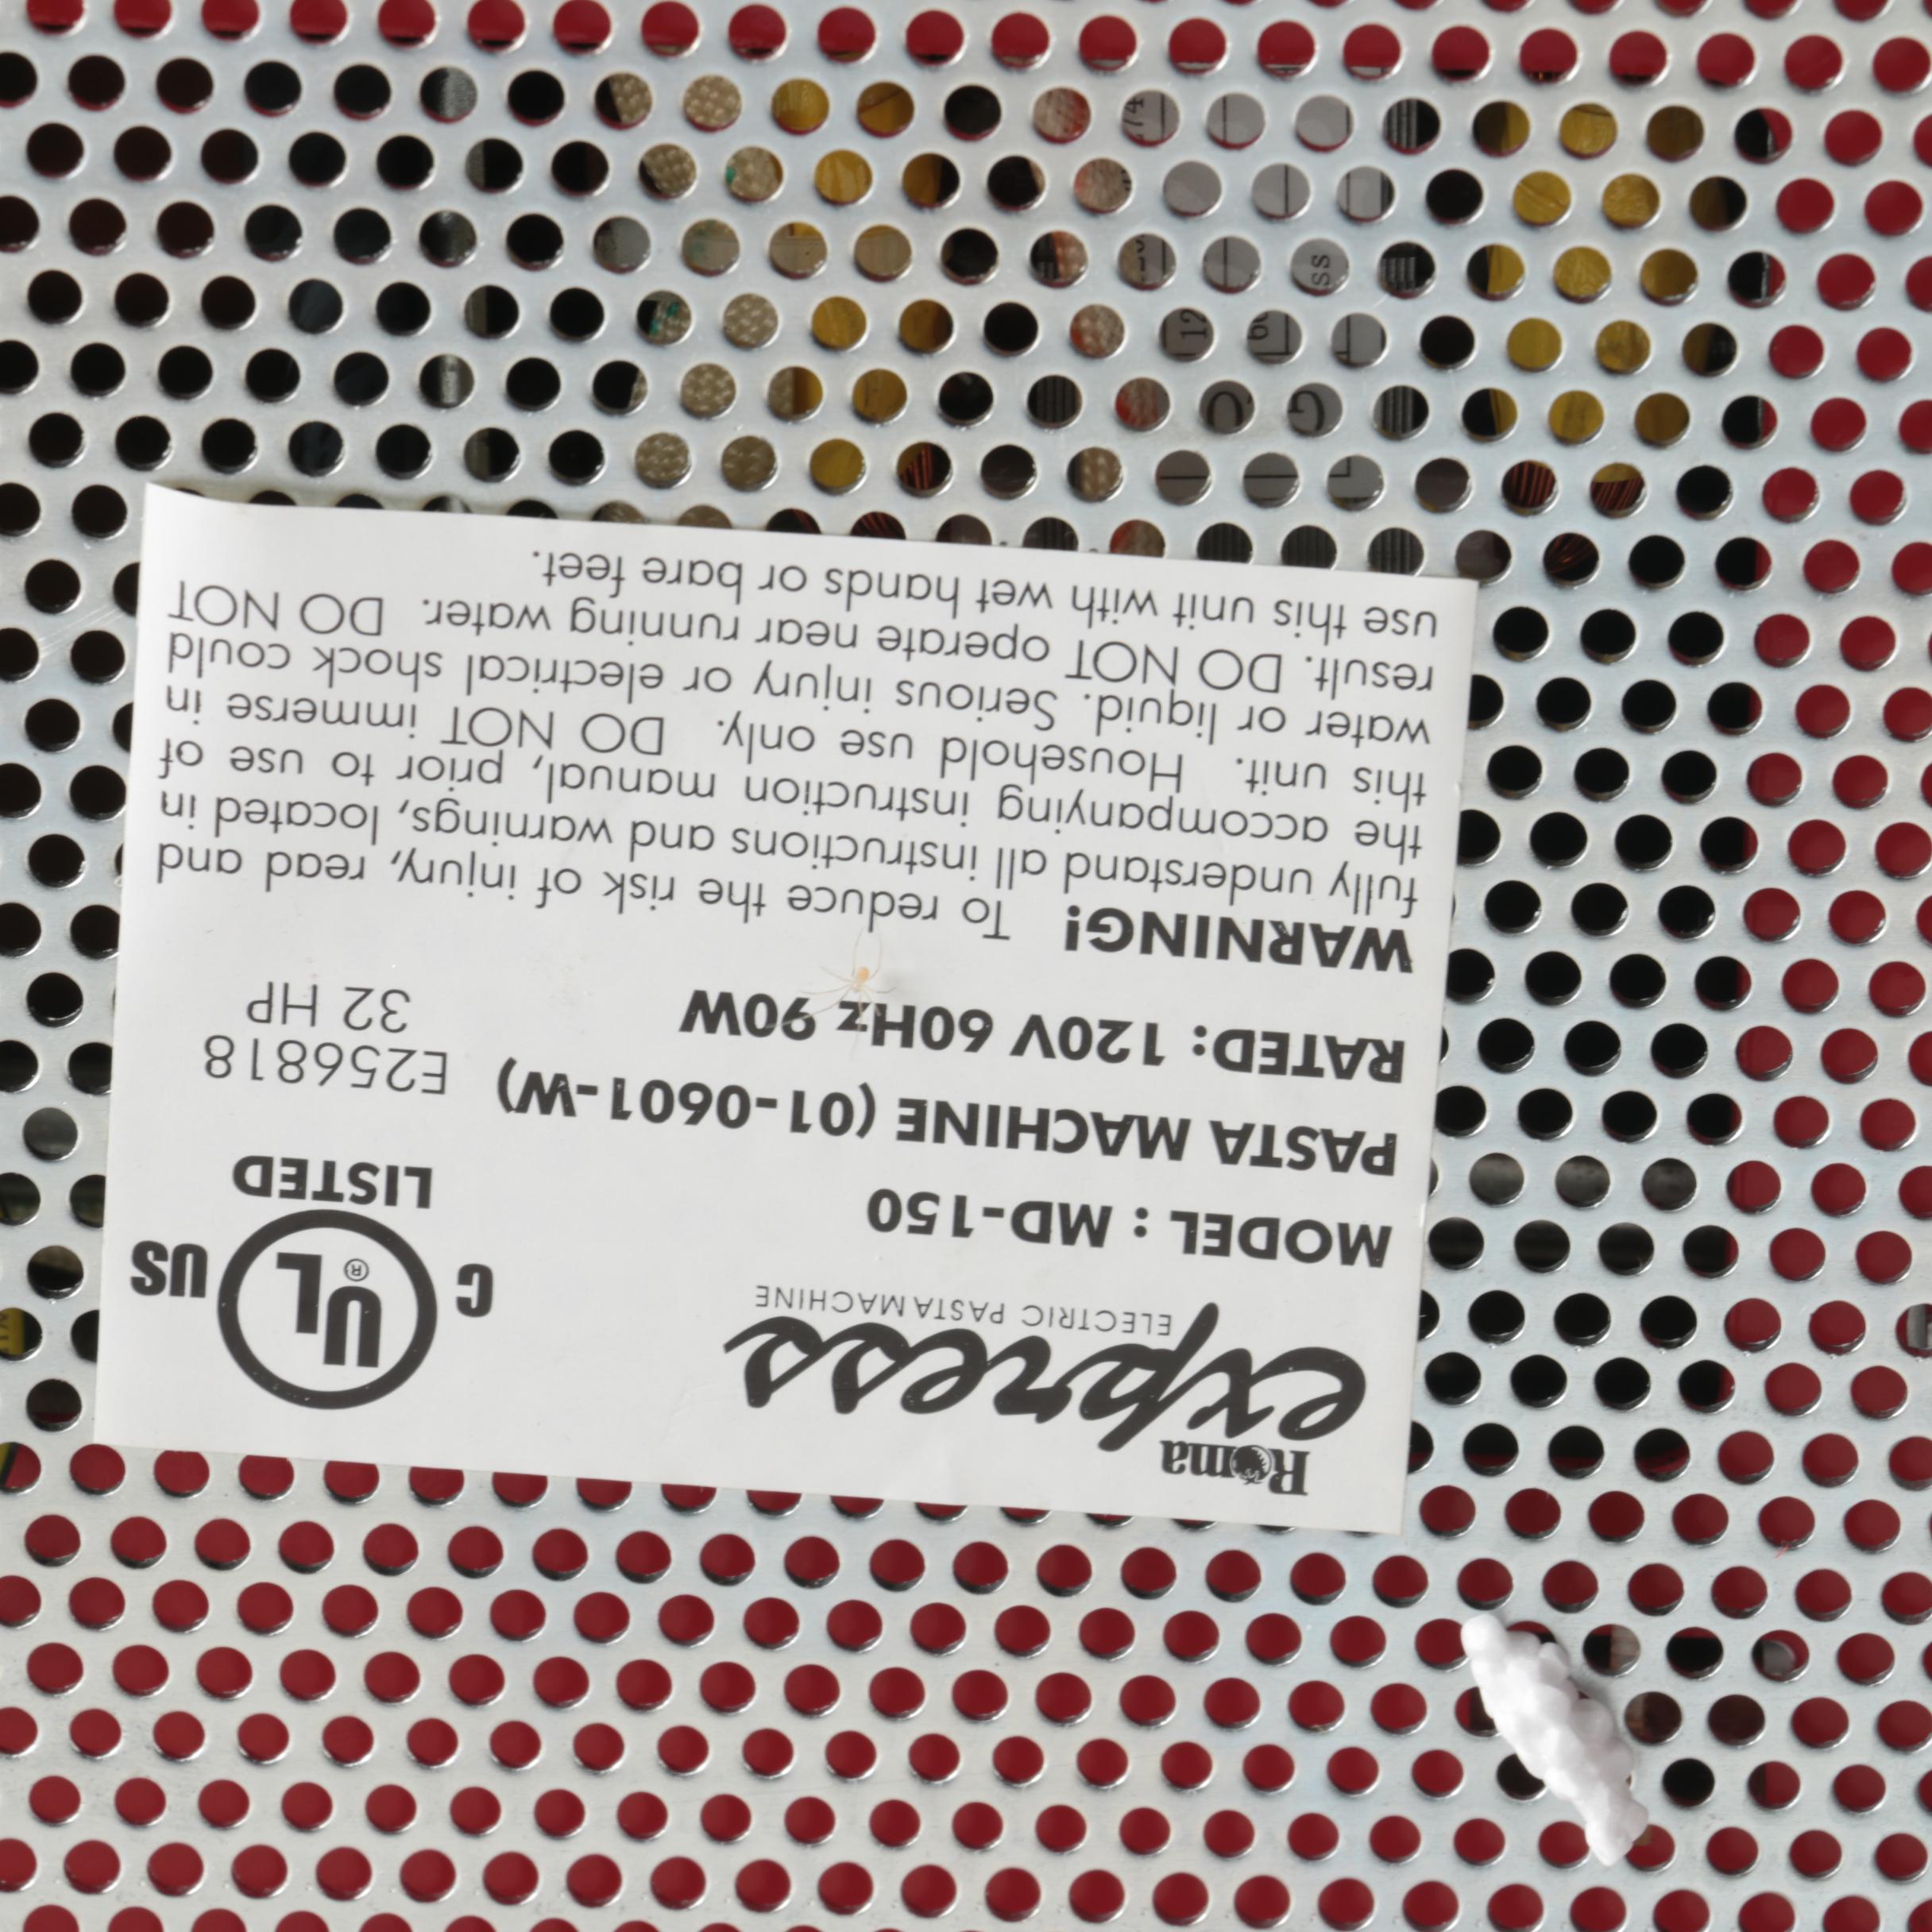 Roma
express
ELECTRIC PASTA MACHINE
C UL® US
LISTED
MODEL : MD-150
PASTA MACHINE (01-0601-W)
RATED: 120V 60Hz 90W
E256818
32 HP
WARNING! To reduce the risk of injury, read and
fully understand all instructions and warnings, located in
the accompanying instruction manual, prior to use of
this unit. Household use only. DO NOT immerse in
water or liquid. Serious injury or electrical shock could
result. DO NOT operate near running water. DO NOT
use this unit with wet hands or bare feet.